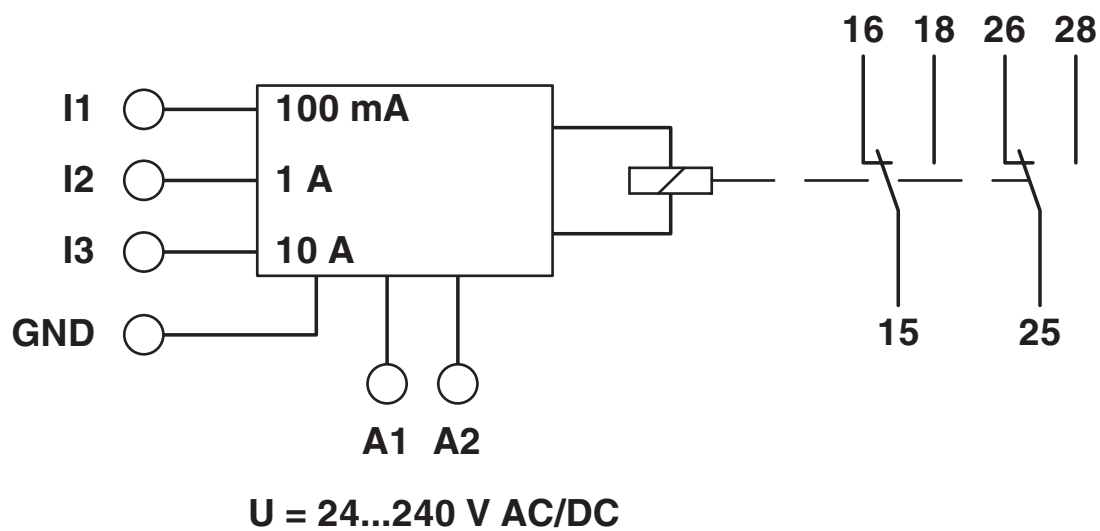 16 18 26 28
I1
100 mA
I2
1 A
I3
10 A
GND
15
25
A1 A2
U = 24...240 V AC/DC